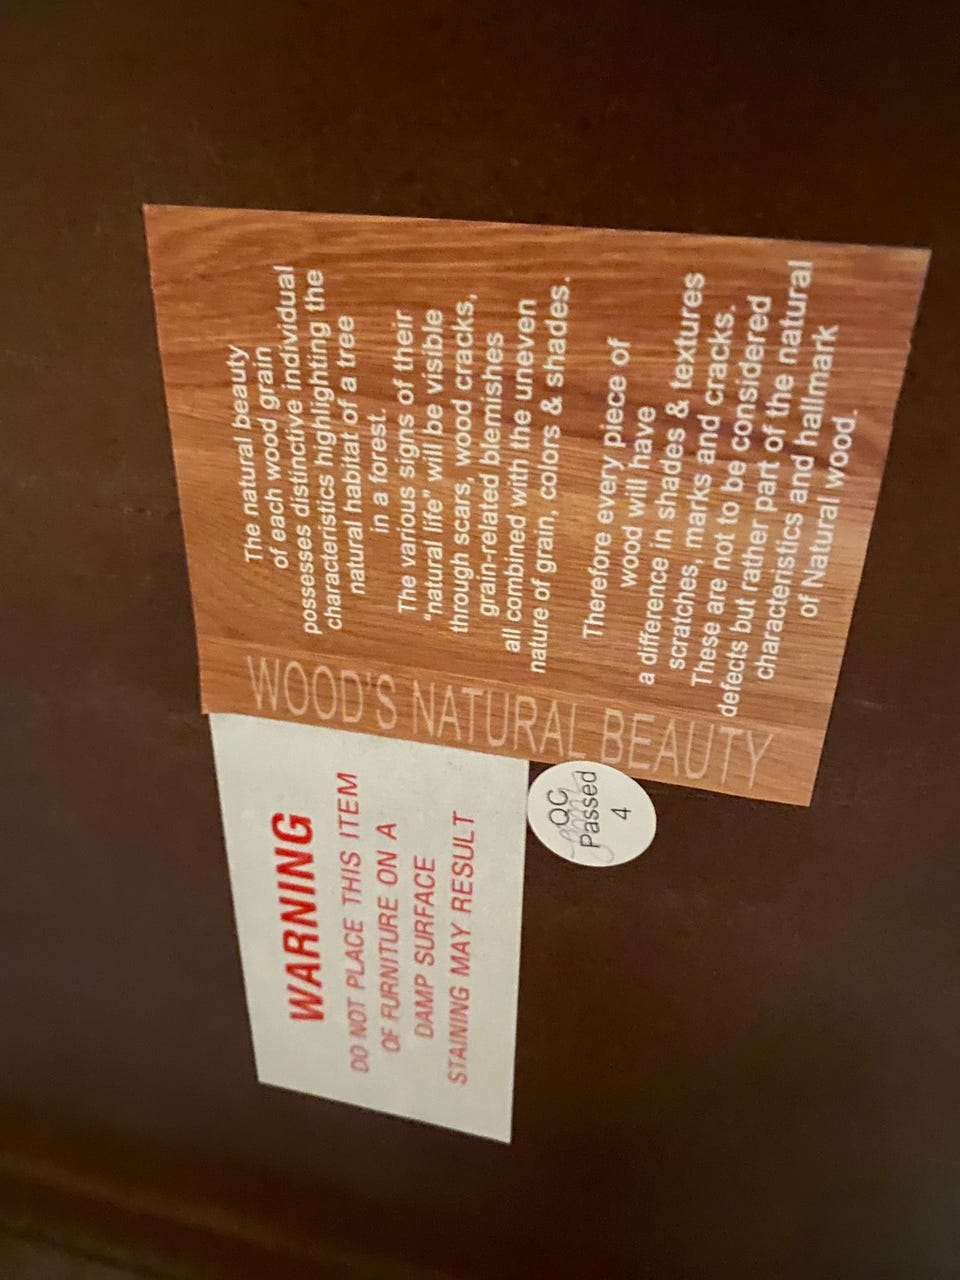 WOOD'S NATURAL BEAUTY
The natural beauty
of each wood grain
possesses distinctive individual
characteristics highlighting the
natural habitat of a tree
in a forest.
The various signs of their
"natural life" will be visible
through scars, wood cracks,
grain-related blemishes
all combined with the uneven
nature of grain, colors & shades.
Therefore every piece of
wood will have
a difference in shades & textures
scratches, marks and cracks.
These are not to be considered
defects but rather part of the natural
characteristics and hallmark
of Natural wood.
WARNING
DO NOT PLACE THIS ITEM
OF FURNITURE ON A
DAMP SURFACE
STAINING MAY RESULT
QC
Passed
4